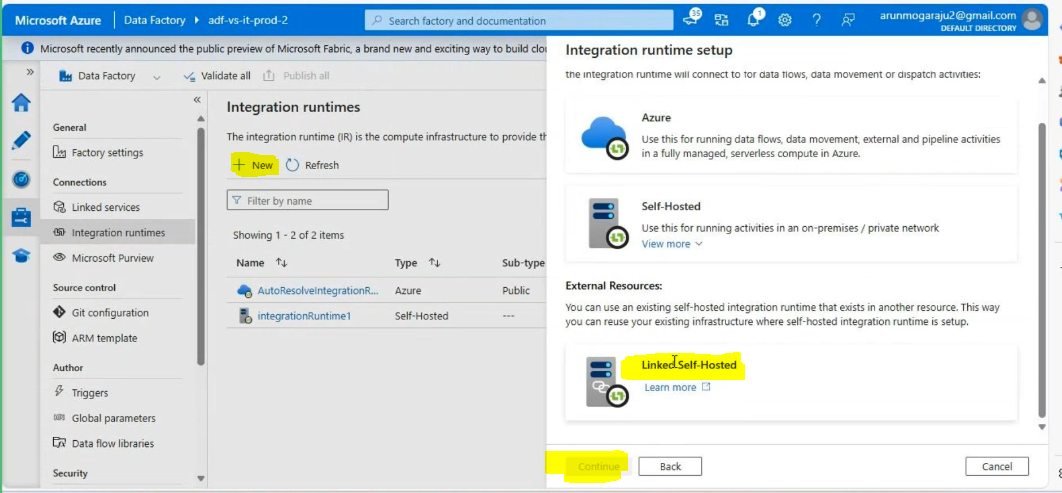 Microsoft Azure Data Factory adf-vs-it-prod-2
Search factory and documentation
35
1
arunmogaraju2@gmail.com
DEFAULT DIRECTORY
Microsoft recently announced the public preview of Microsoft Fabric, a brand new and exciting way to build clou
Data Factory
Validate all
Publish all
General
Factory settings
Connections
Linked services
Integration runtimes
Microsoft Purview
Source control
Git configuration
ARM template
Author
Triggers
Global parameters
Data flow libraries
Security
Integration runtimes
The integration runtime (IR) is the compute infrastructure to provide th
New
Refresh
Filter by name
Showing 1 - 2 of 2 items
Name Type Sub-type
AutoResolveIntegrationR... Azure Public
integrationRuntime1 Self-Hosted ---
Integration runtime setup
the integration runtime will connect to for data flows, data movement or dispatch activities:
Azure
Use this for running data flows, data movement, external and pipeline activities
in a fully managed, serverless compute in Azure.
Self-Hosted
Use this for running activities in an on-premises / private network
View more
External Resources:
You can use an existing self-hosted integration runtime that exists in another resource. This way
you can reuse your existing infrastructure where self-hosted integration runtime is setup.
Linked Self-Hosted
Learn more
Continue
Back
Cancel